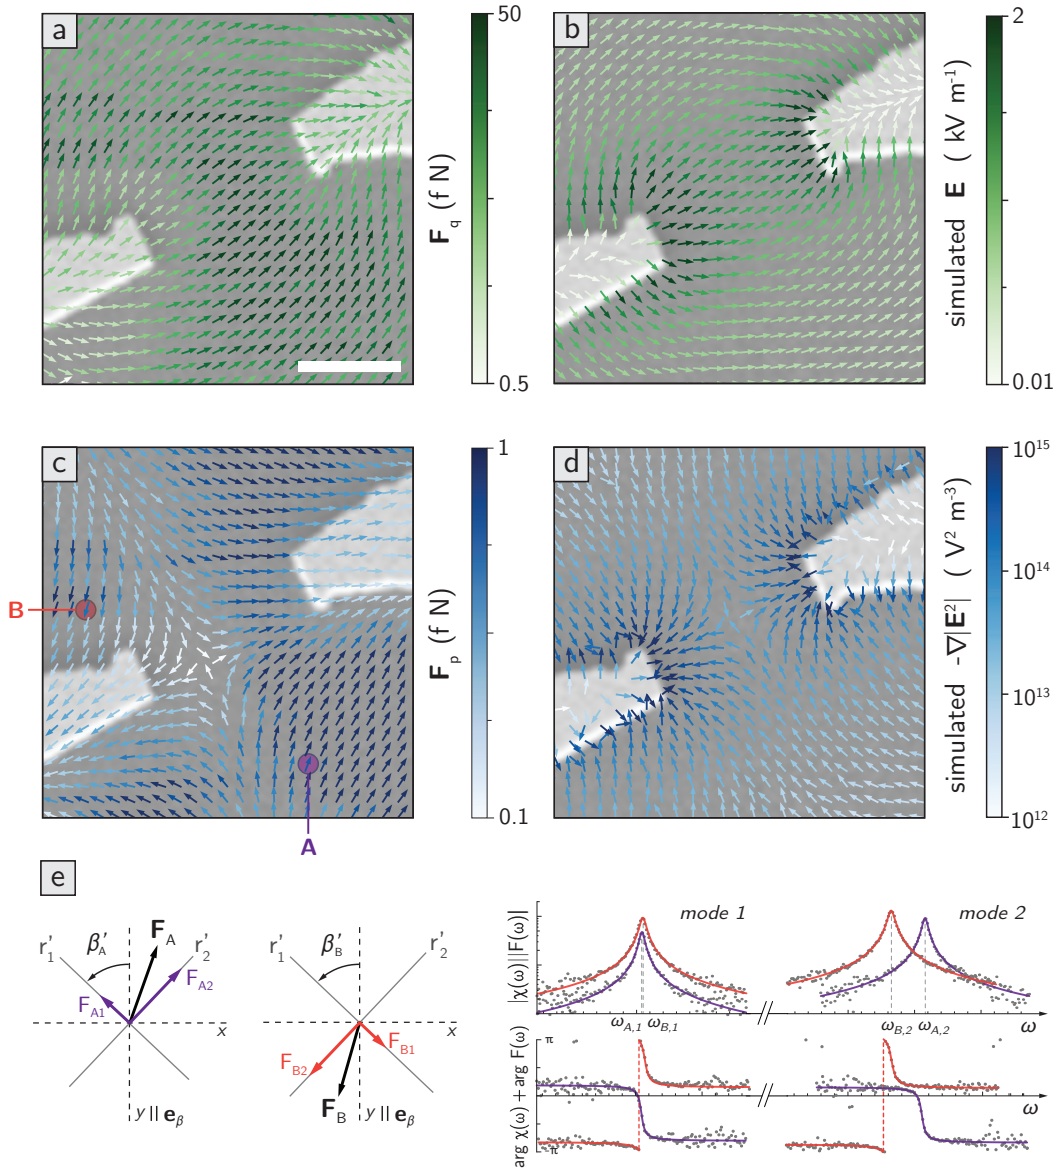 a
50
F_q (f N)
0.5
b
2
simulated E ( kV m⁻¹)
0.01
c
1
F_p (f N)
0.1
B
A
d
10¹⁵
10¹⁴
10¹³
10¹²
simulated -∇|E²| ( V² m⁻³)
e
r′₁
β′_A
F_A
r′₂
F_A1
F_A2
x
y || e_β
r′₁
β′_B
r′₂
x
F_B1
F_B2
F_B
y || e_β
|χ(ω)||F(ω)|
mode 1
mode 2
ω_A,1 ω_B,1
ω_B,2 ω_A,2
ω
arg χ(ω) + arg F(ω)
π
-π
ω